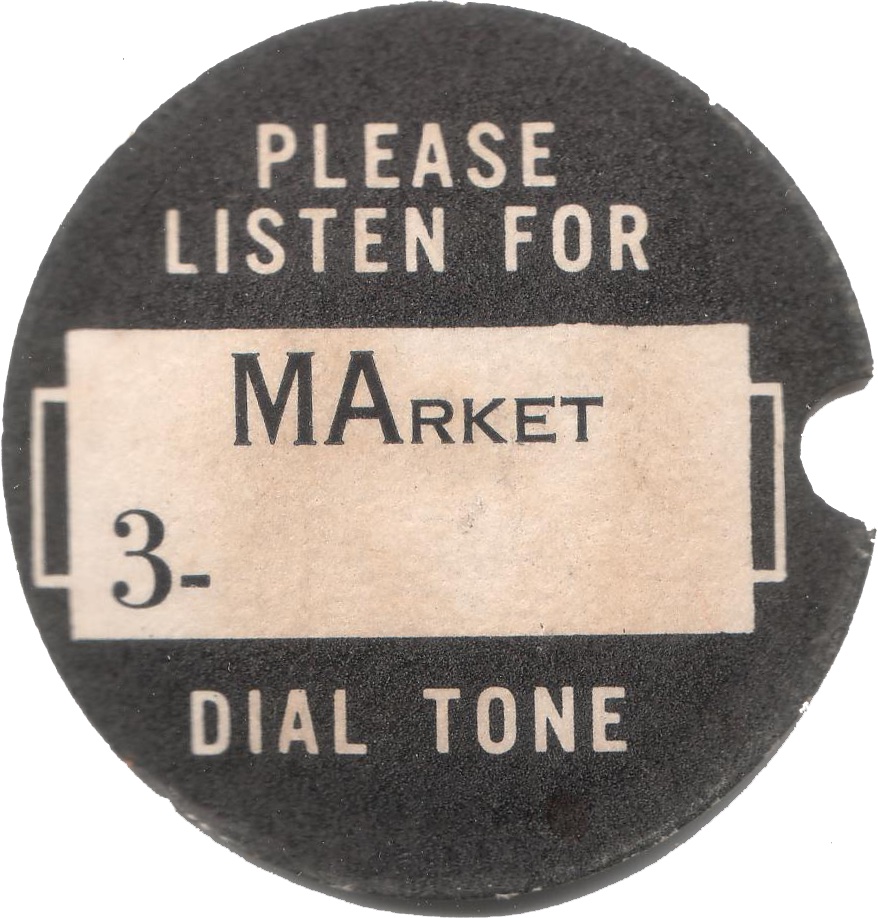 PLEASE
LISTEN FOR
MARKET
3-
DIAL TONE